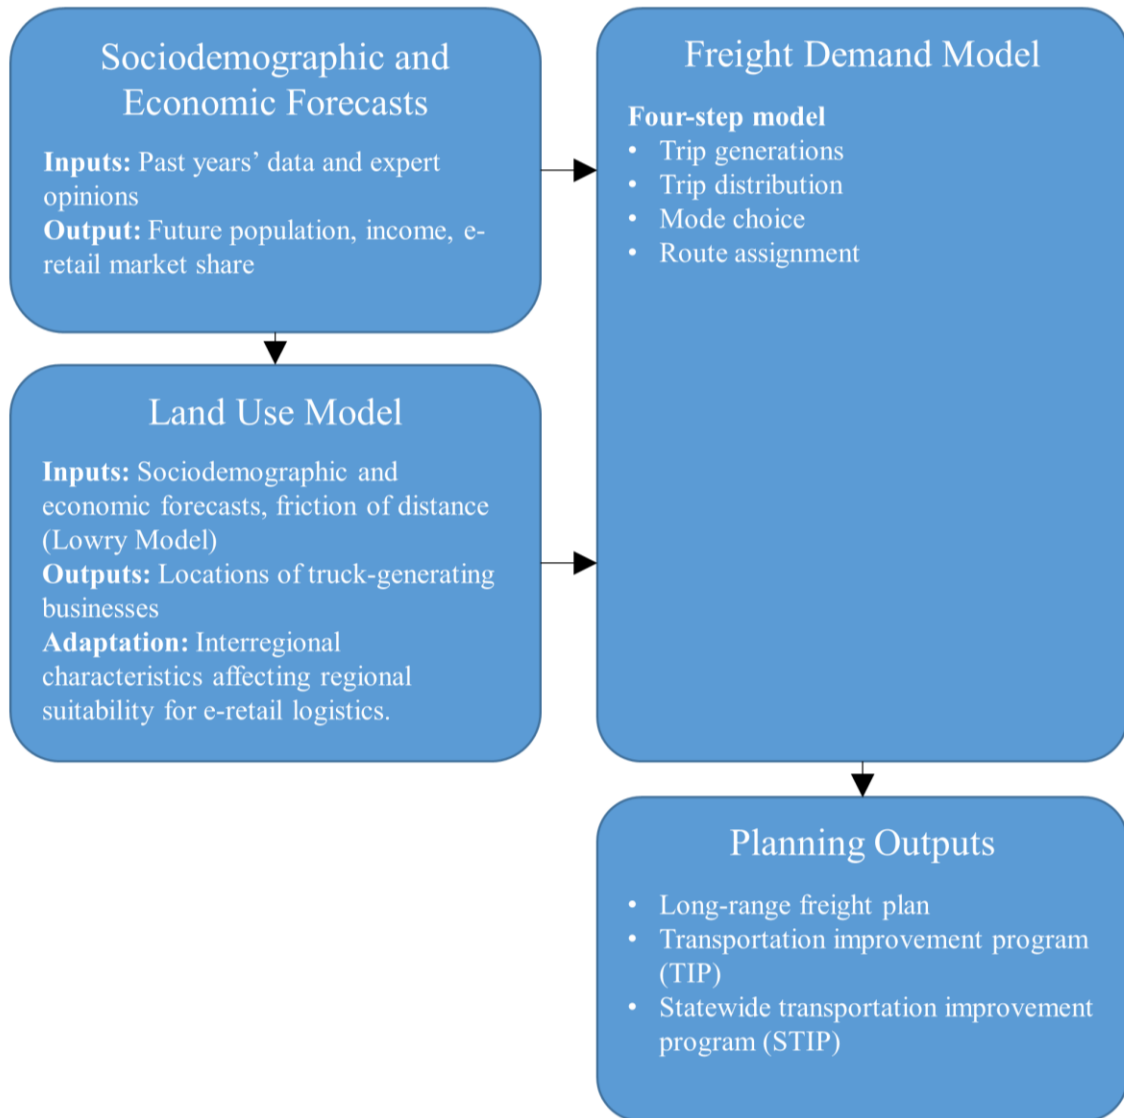 Sociodemographic and
Economic Forecasts
Inputs: Past years’ data and expert
opinions
Output: Future population, income, e-
retail market share
Land Use Model
Inputs: Sociodemographic and
economic forecasts, friction of distance
(Lowry Model)
Outputs: Locations of truck-generating
businesses
Adaptation: Interregional
characteristics affecting regional
suitability for e-retail logistics.
Freight Demand Model
Four-step model
• Trip generations
• Trip distribution
• Mode choice
• Route assignment
Planning Outputs
• Long-range freight plan
• Transportation improvement program
(TIP)
• Statewide transportation improvement
program (STIP)